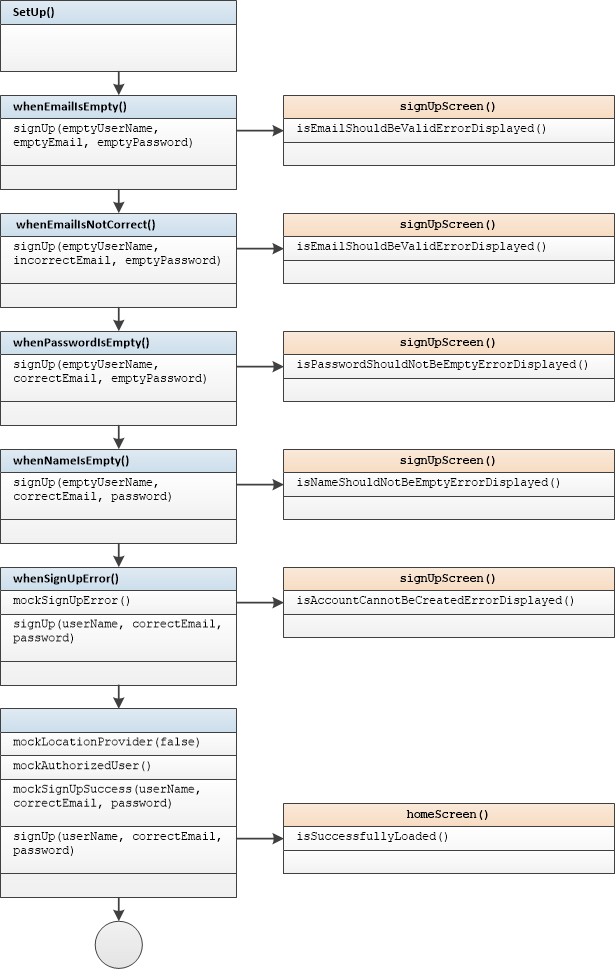 SetUp()
whenEmailIsEmpty()
signUp(emptyUserName,
emptyEmail, emptyPassword)
signUpScreen()
isEmailShouldBeValidErrorDisplayed()
whenEmailIsNotCorrect()
signUp(emptyUserName,
incorrectEmail, emptyPassword)
signUpScreen()
isEmailShouldBeValidErrorDisplayed()
whenPasswordIsEmpty()
signUp(emptyUserName,
correctEmail, emptyPassword)
signUpScreen()
isPasswordShouldNotBeEmptyErrorDisplayed()
whenNameIsEmpty()
signUp(emptyUserName,
correctEmail, password)
signUpScreen()
isNameShouldNotBeEmptyErrorDisplayed()
whenSignUpError()
mockSignUpError()
signUp(userName, correctEmail,
password)
signUpScreen()
isAccountCannotBeCreatedErrorDisplayed()
mockLocationProvider(false)
mockAuthorizedUser()
mockSignUpSuccess(userName,
correctEmail, password)
signUp(userName, correctEmail,
password)
homeScreen()
isSuccessfullyLoaded()